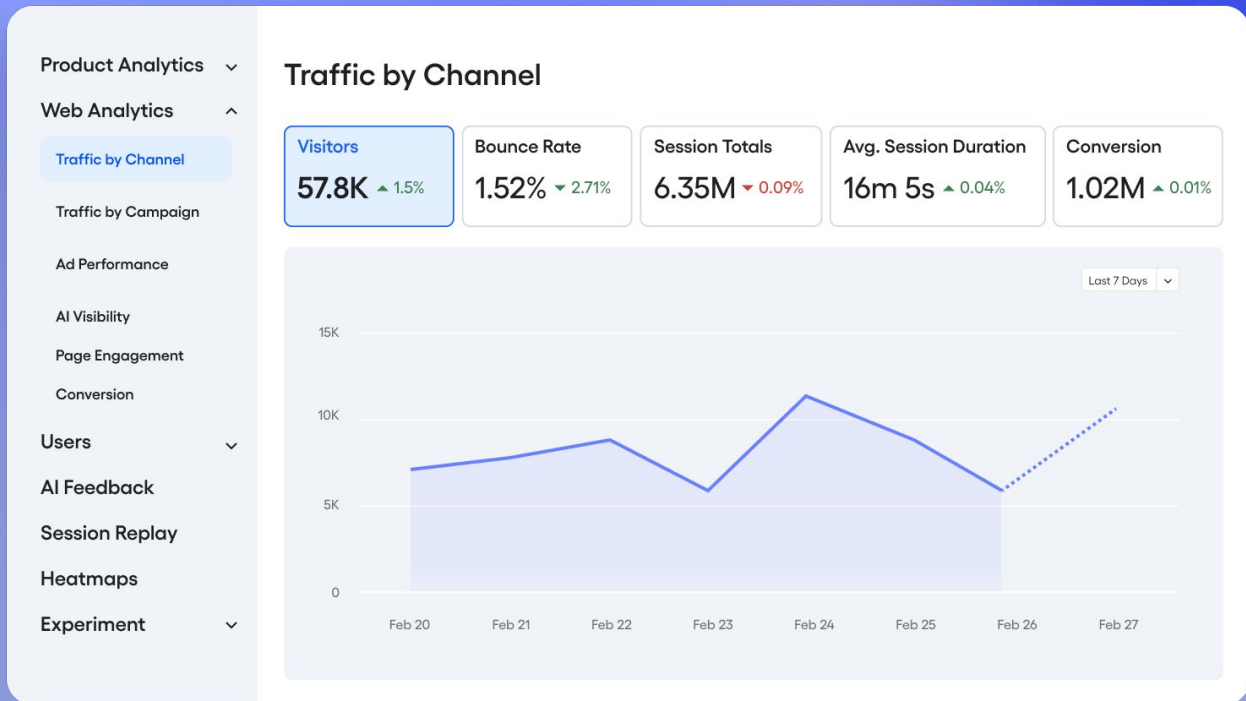 Product Analytics
Web Analytics
Traffic by Channel
Traffic by Campaign
Ad Performance
AI Visibility
Page Engagement
Conversion
Users
AI Feedback
Session Replay
Heatmaps
Experiment
Traffic by Channel
Visitors
57.8K 1.5%
Bounce Rate
1.52% 2.71%
Session Totals
6.35M 0.09%
Avg. Session Duration
16m 5s 0.04%
Conversion
1.02M 0.01%
Last 7 Days
15K
10K
5K
0
Feb 20 Feb 21 Feb 22 Feb 23 Feb 24 Feb 25 Feb 26 Feb 27